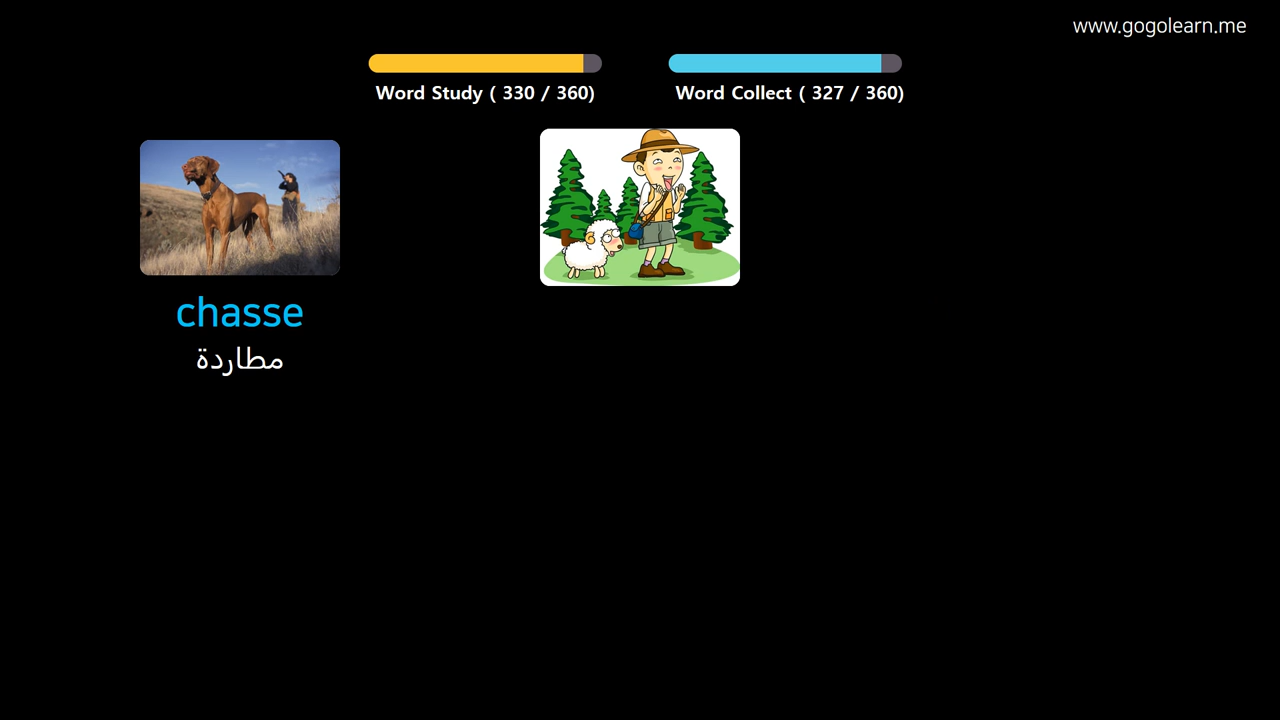 www.gogolearn.me
Word Study ( 330 / 360)
Word Collect ( 327 / 360)
chasse
مطاردة